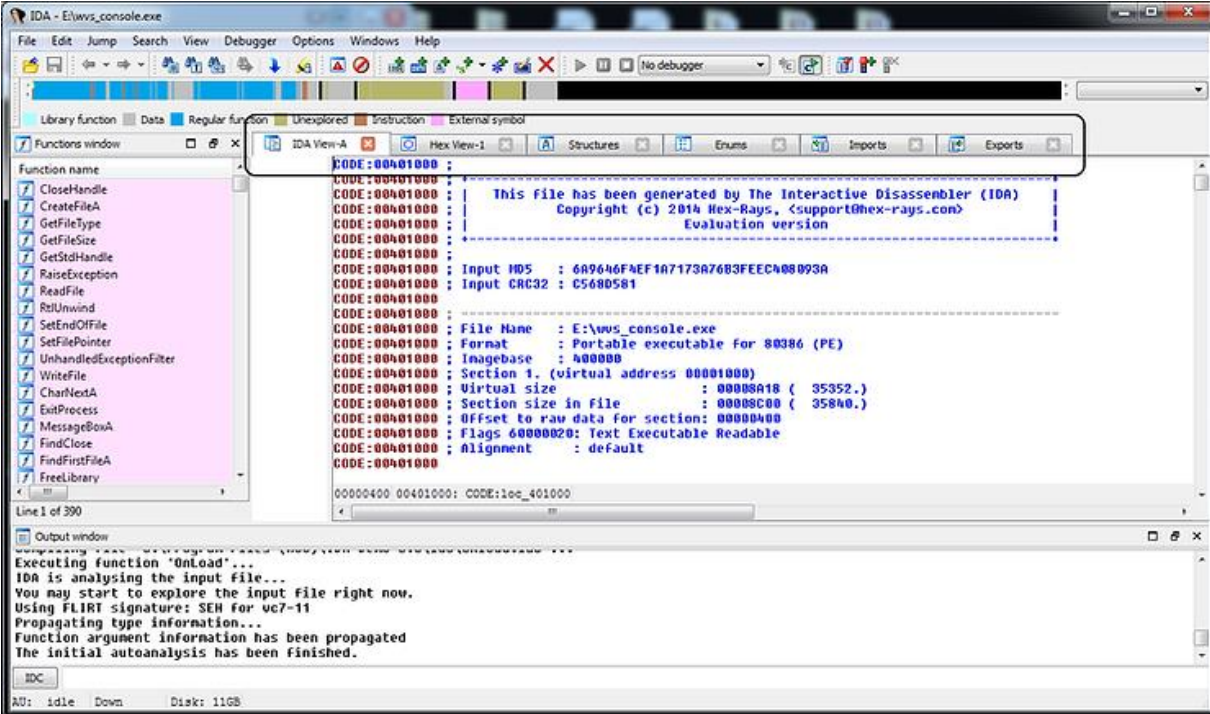 IDA - E:\wvs_console.exe
File Edit Jump Search View Debugger Options Windows Help
No debugger
Library function Data Regular function Unexplored Instruction External symbol
Functions window
IDA View-A Hex View-1 Structures Enums Imports Exports
Function name
CloseHandle
CreateFileA
GetFileType
GetFileSize
GetStdHandle
RaiseException
ReadFile
RtlUnwind
SetEndOfFile
SetFilePointer
UnhandledExceptionFilter
WriteFile
CharNextA
ExitProcess
MessageBoxA
FindClose
FindFirstFileA
FreeLibrary
Line 1 of 390
CODE:00401000 ;
CODE:00401000 ; +-------------------------------------------------------------------------+
CODE:00401000 ; | This file has been generated by The Interactive Disassembler (IDA) |
CODE:00401000 ; | Copyright (c) 2014 Hex-Rays, <support@hex-rays.com> |
CODE:00401000 ; | Evaluation version |
CODE:00401000 ; +-------------------------------------------------------------------------+
CODE:00401000 ;
CODE:00401000 ; Input MD5 : 6A9646F4EF1A7173A76B3FEEC408093A
CODE:00401000 ; Input CRC32 : C568D581
CODE:00401000
CODE:00401000 ; ---------------------------------------------------------------------------
CODE:00401000 ; File Name : E:\wvs_console.exe
CODE:00401000 ; Format : Portable executable for 80386 (PE)
CODE:00401000 ; Imagebase : 400000
CODE:00401000 ; Section 1. (virtual address 00001000)
CODE:00401000 ; Virtual size : 00008A18 ( 35352.)
CODE:00401000 ; Section size in file : 00008C00 ( 35840.)
CODE:00401000 ; Offset to raw data for section: 00000400
CODE:00401000 ; Flags 60000020: Text Executable Readable
CODE:00401000 ; Alignment : default
CODE:00401000
00000400 00401000: CODE:loc_401000
Output window
Executing function 'OnLoad'...
IDA is analysing the input file...
You may start to explore the input file right now.
Using FLIRT signature: SEH for vc7-11
Propagating type information...
Function argument information has been propagated
The initial autoanalysis has been finished.
IDC
AU: idle Down Disk: 11GB